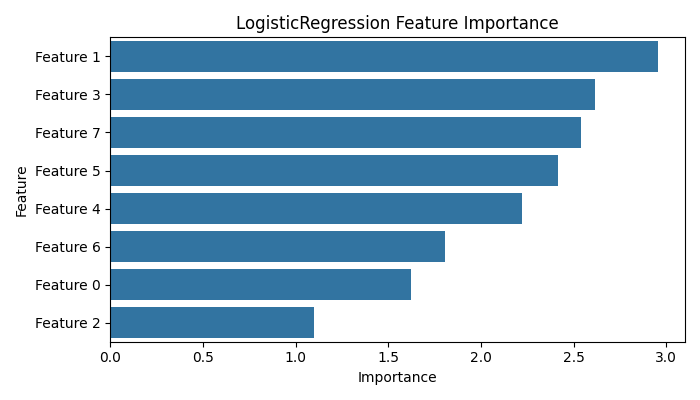 LogisticRegression Feature Importance
Feature 1
Feature 3
Feature 7
Feature 5
Feature 4
Feature 6
Feature 0
Feature 2
Feature
0.0 0.5 1.0 1.5 2.0 2.5 3.0
Importance